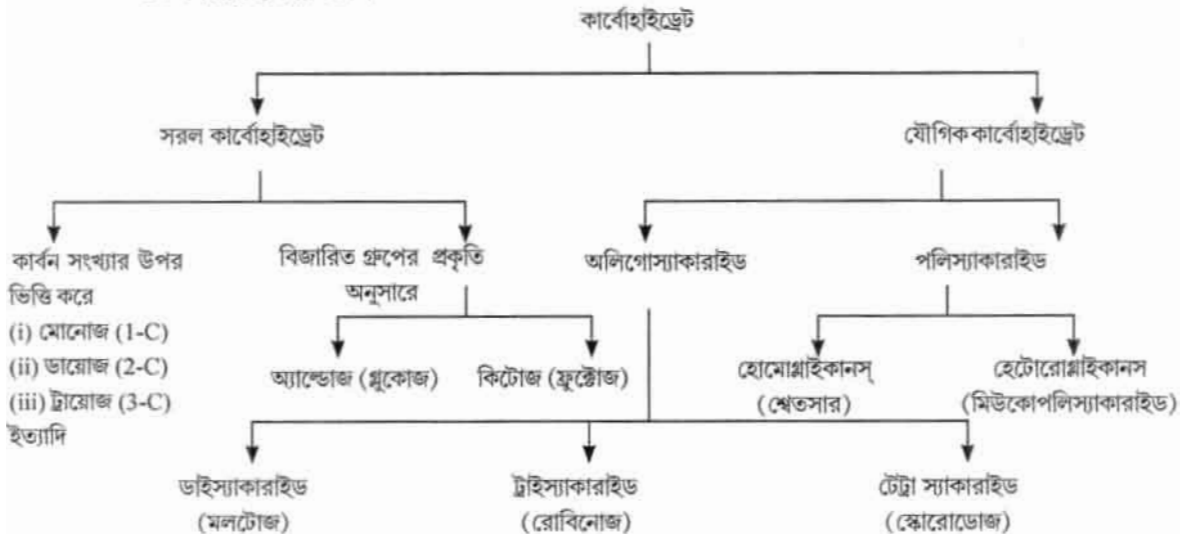 কার্বোহাইড্রেট
সরল কার্বোহাইড্রেট
যৌগিক কার্বোহাইড্রেট
কার্বন সংখ্যার উপর
ভিত্তি করে
(i) মোনোজ (1-C)
(ii) ডায়োজ (2-C)
(iii) ট্রায়োজ (3-C)
ইত্যাদি
বিজারিত গ্রুপের প্রকৃতি
অনুসারে
অলিগোস্যাকারাইড
পলিস্যাকারাইড
অ্যাল্ডোজ (গ্লুকোজ)
কিটোজ (ফ্রুক্টোজ)
হোমোগ্লাইকানস্
(শ্বেতসার)
হেটোরোগ্লাইকানস
(মিউকোপলিস্যাকারাইড)
ডাইস্যাকারাইড
(মলটোজ)
ট্রাইস্যাকারাইড
(রোবিনোজ)
টেট্রা স্যাকারাইড
(স্কোরোডোজ)